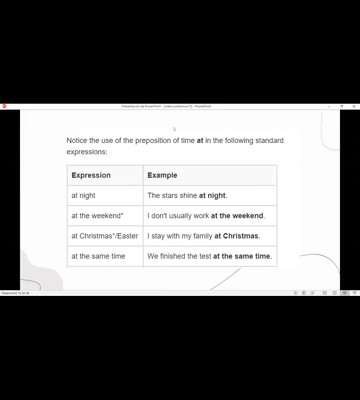 Notice the use of the preposition of time at in the following standard
expressions:
Expression Example
at night The stars shine at night.
at the weekend* I don't usually work at the weekend.
at Christmas*/Easter I stay with my family at Christmas.
at the same time We finished the test at the same time.